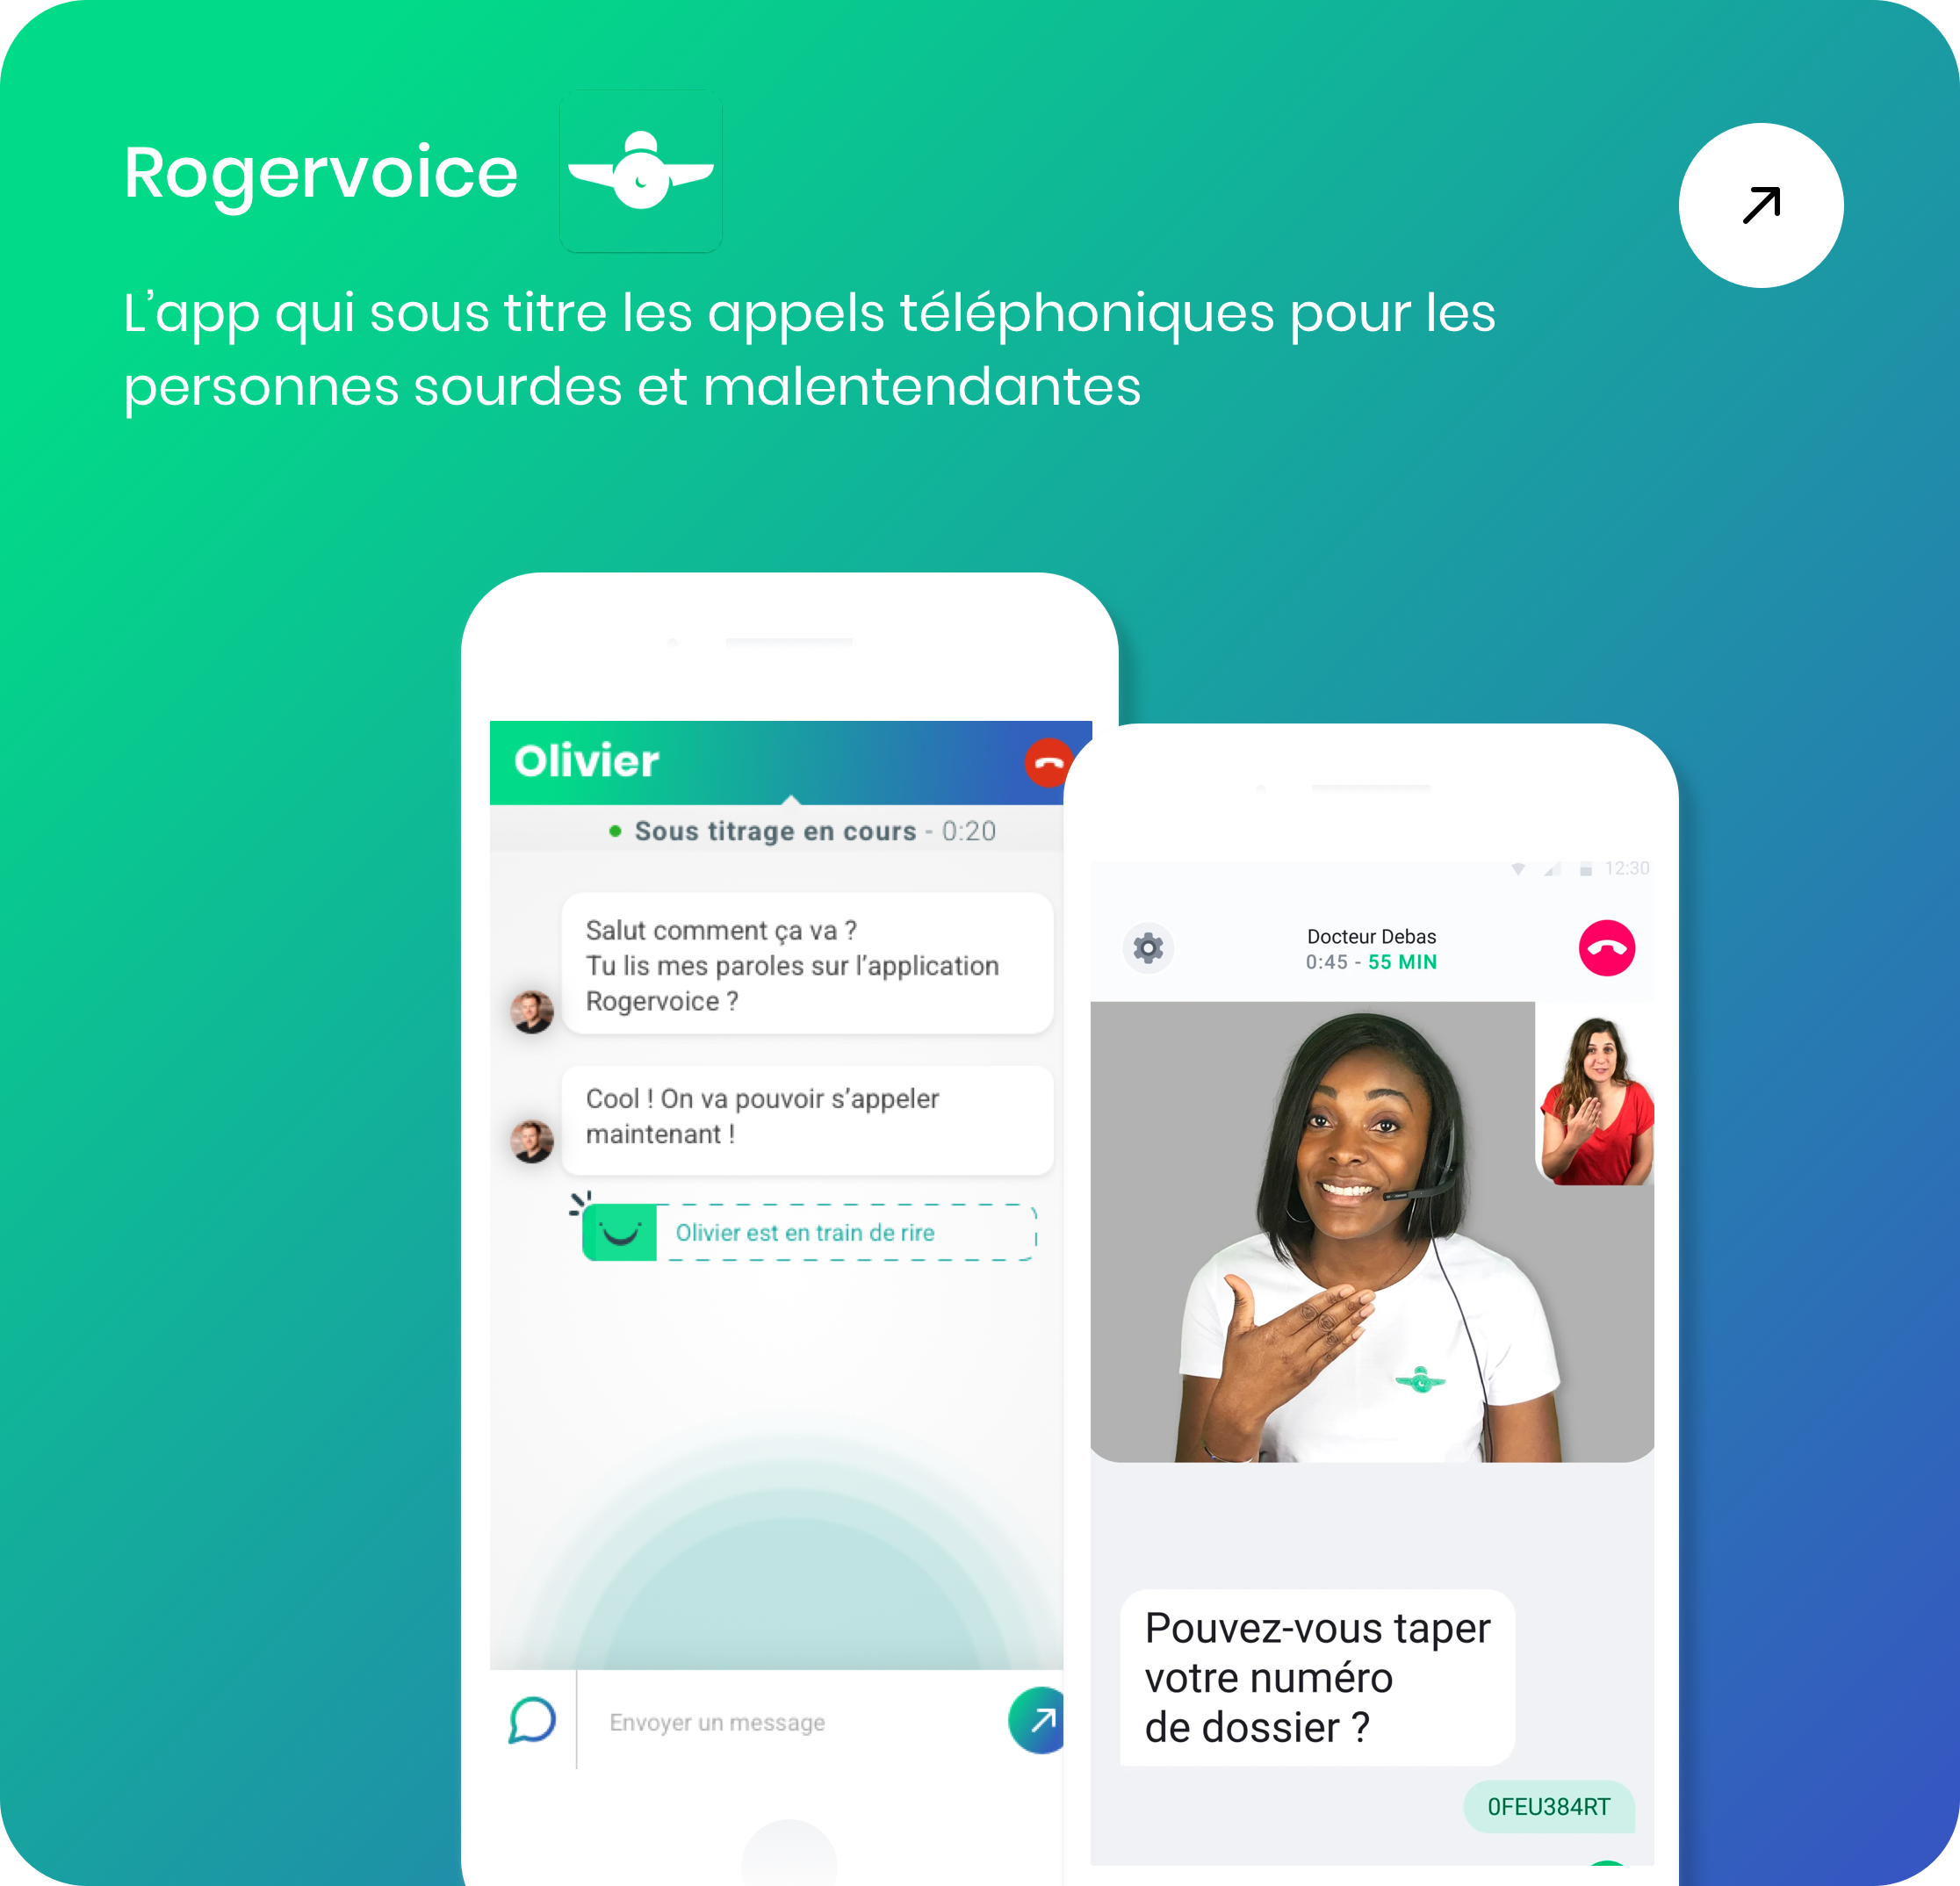 Rogervoice
L’app qui sous titre les appels téléphoniques pour les
personnes sourdes et malentendantes
Olivier
Sous titrage en cours - 0:20
Salut comment ça va ?
Tu lis mes paroles sur l’application
Rogervoice ?
Cool ! On va pouvoir s’appeler
maintenant !
Olivier est en train de rire
Envoyer un message
12:30
Docteur Debas
0:45 - 55 MIN
Pouvez-vous taper
votre numéro
de dossier ?
0FEU384RT